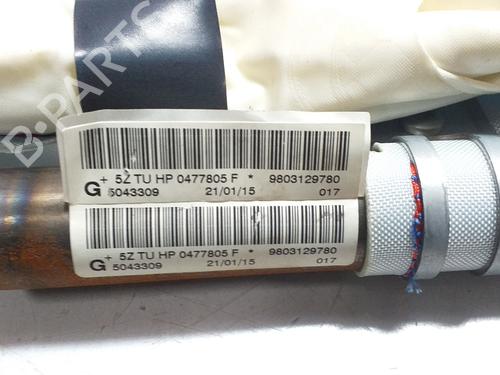 B-PARTS
+ 5Z TU HP 0477805 F * 9803129780
G 5043309 21/01/15 017
+ 5Z TU HP 0477805 F * 9803129780
G 5043309 21/01/15 017